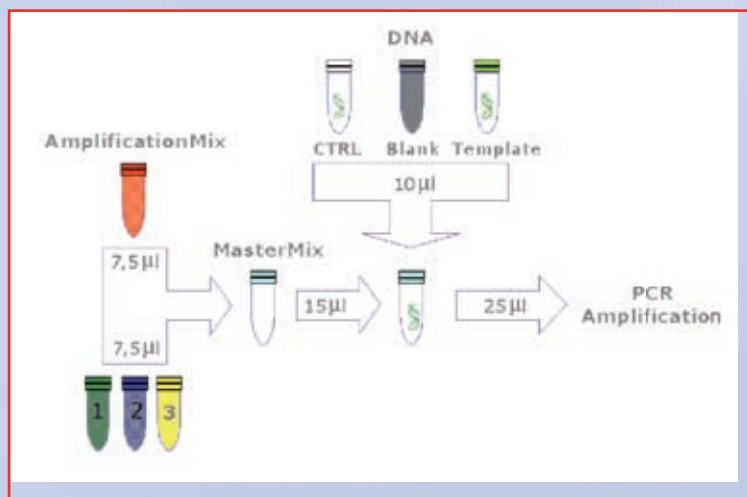 DNA
CTRL Blank Template
10µl
AmplificationMix
7,5µl
MasterMix
15µl
25µl
PCR
Amplification
7,5µl
1 2 3